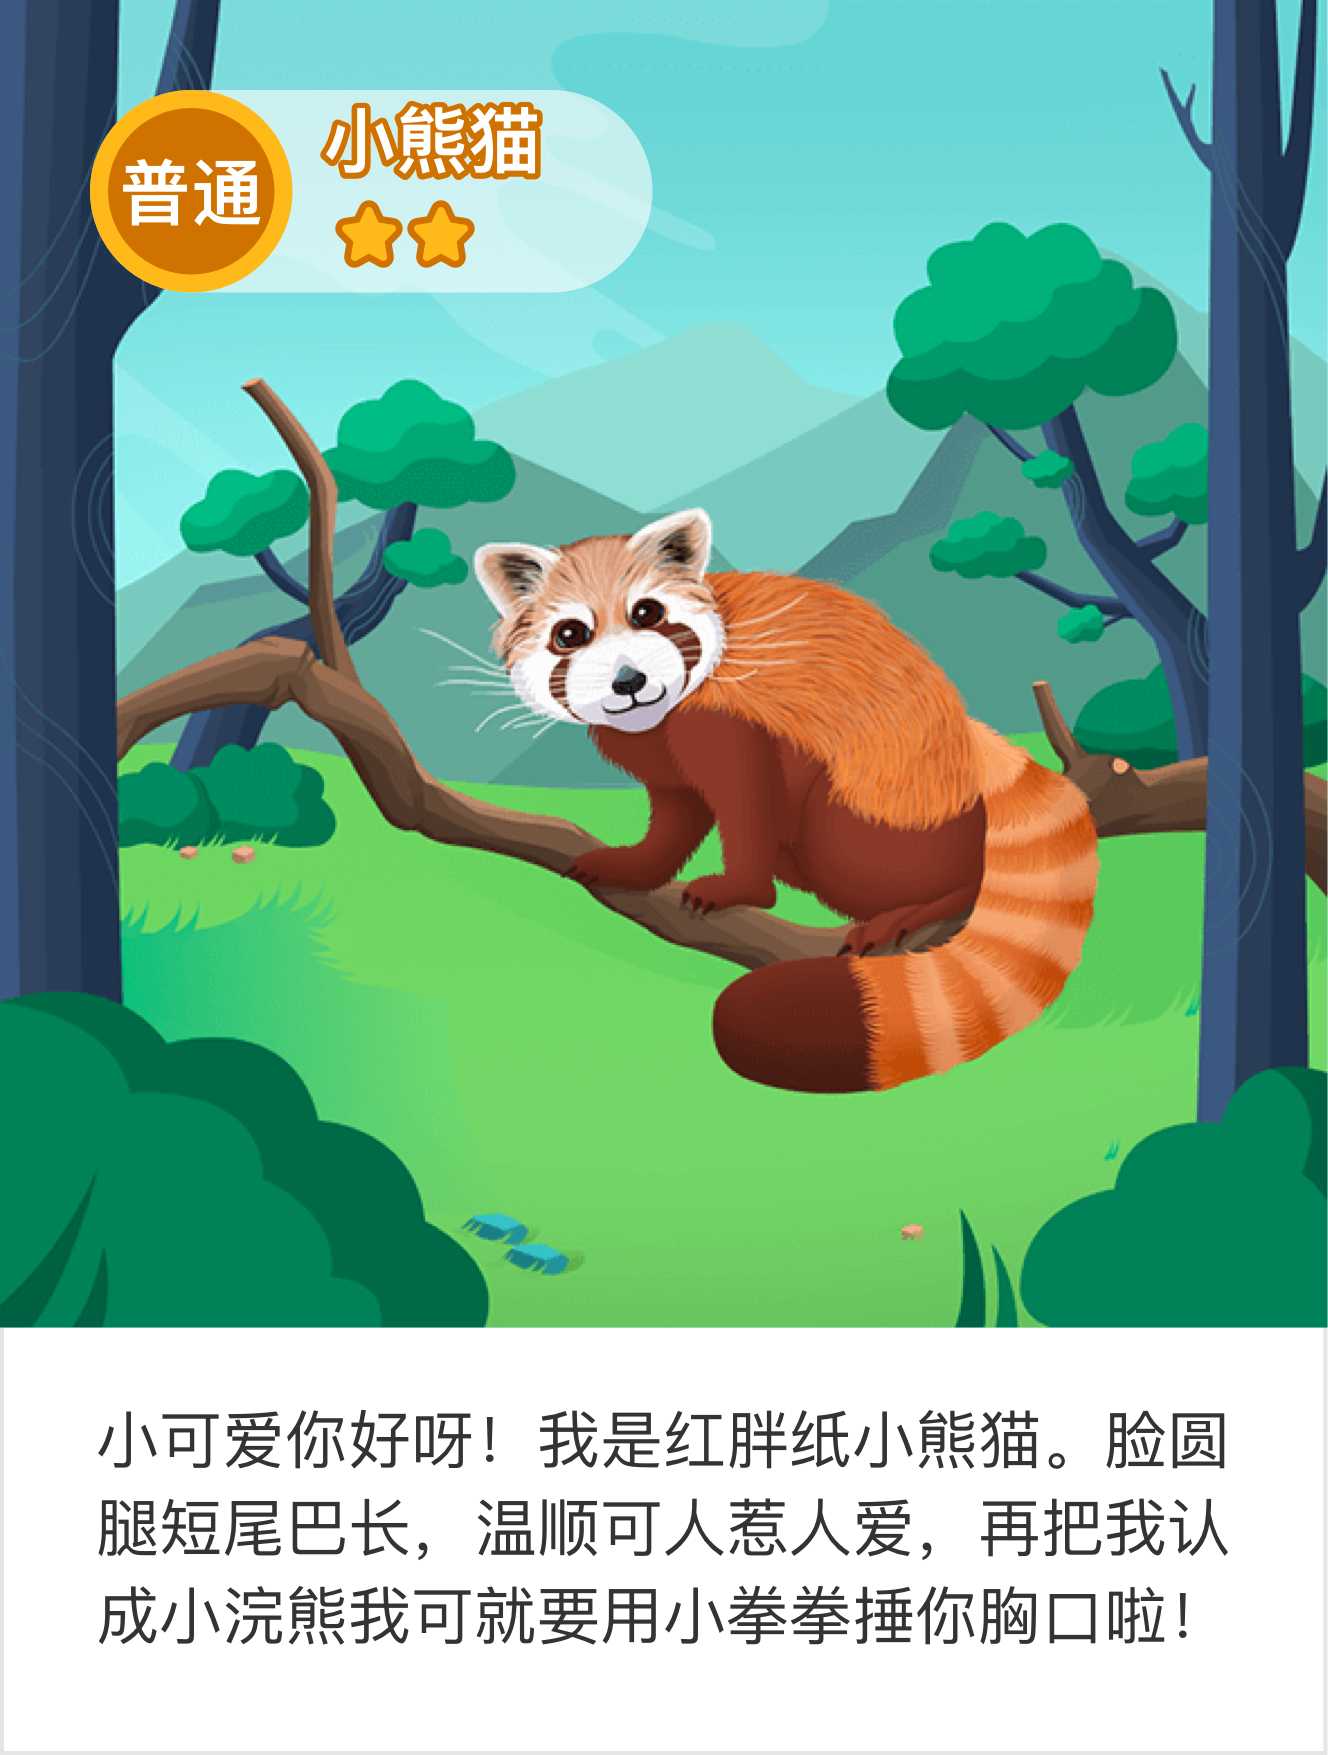 普通
小熊猫
小可爱你好呀！我是红胖纸小熊猫。脸圆
腿短尾巴长，温顺可人惹人爱，再把我认
成小浣熊我可就要用小拳拳捶你胸口啦！